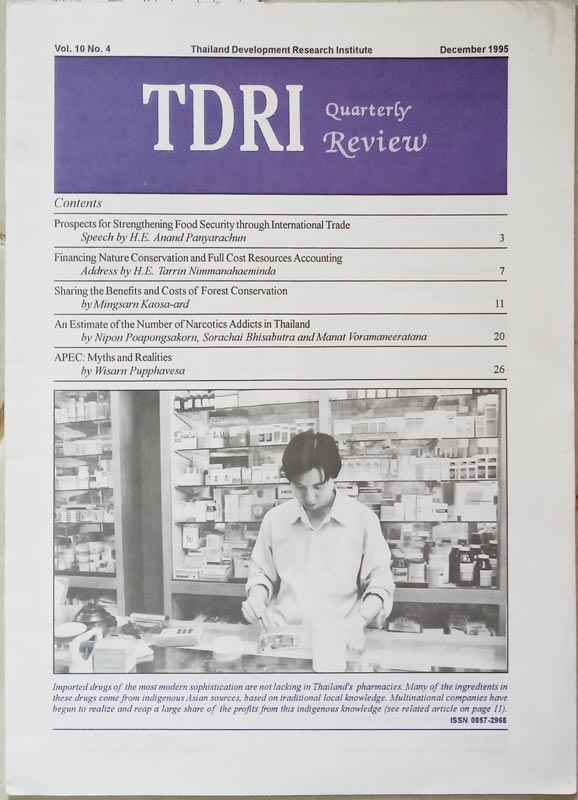 Vol. 10 No. 4 Thailand Development Research Institute December 1995
TDRI Quarterly Review
Contents
Prospects for Strengthening Food Security through International Trade
Speech by H.E. Anand Panyarachun 3
Financing Nature Conservation and Full Cost Resources Accounting
Address by H.E. Tarrin Nimmanahaeminda 7
Sharing the Benefits and Costs of Forest Conservation
by Mingsarn Kaosa-ard 11
An Estimate of the Number of Narcotics Addicts in Thailand
by Nipon Poapongsakorn, Sorachai Bhisabutra and Manat Voramaneeratana 20
APEC: Myths and Realities
by Wisarn Pupphavesa 26
Imported drugs of the most modern sophistication are not lacking in Thailand's pharmacies. Many of the ingredients in
these drugs come from indigenous Asian sources, based on traditional local knowledge. Multinational companies have
begun to realize and reap a large share of the profits from this indigenous knowledge (see related article on page 11).
ISSN 0857-2968